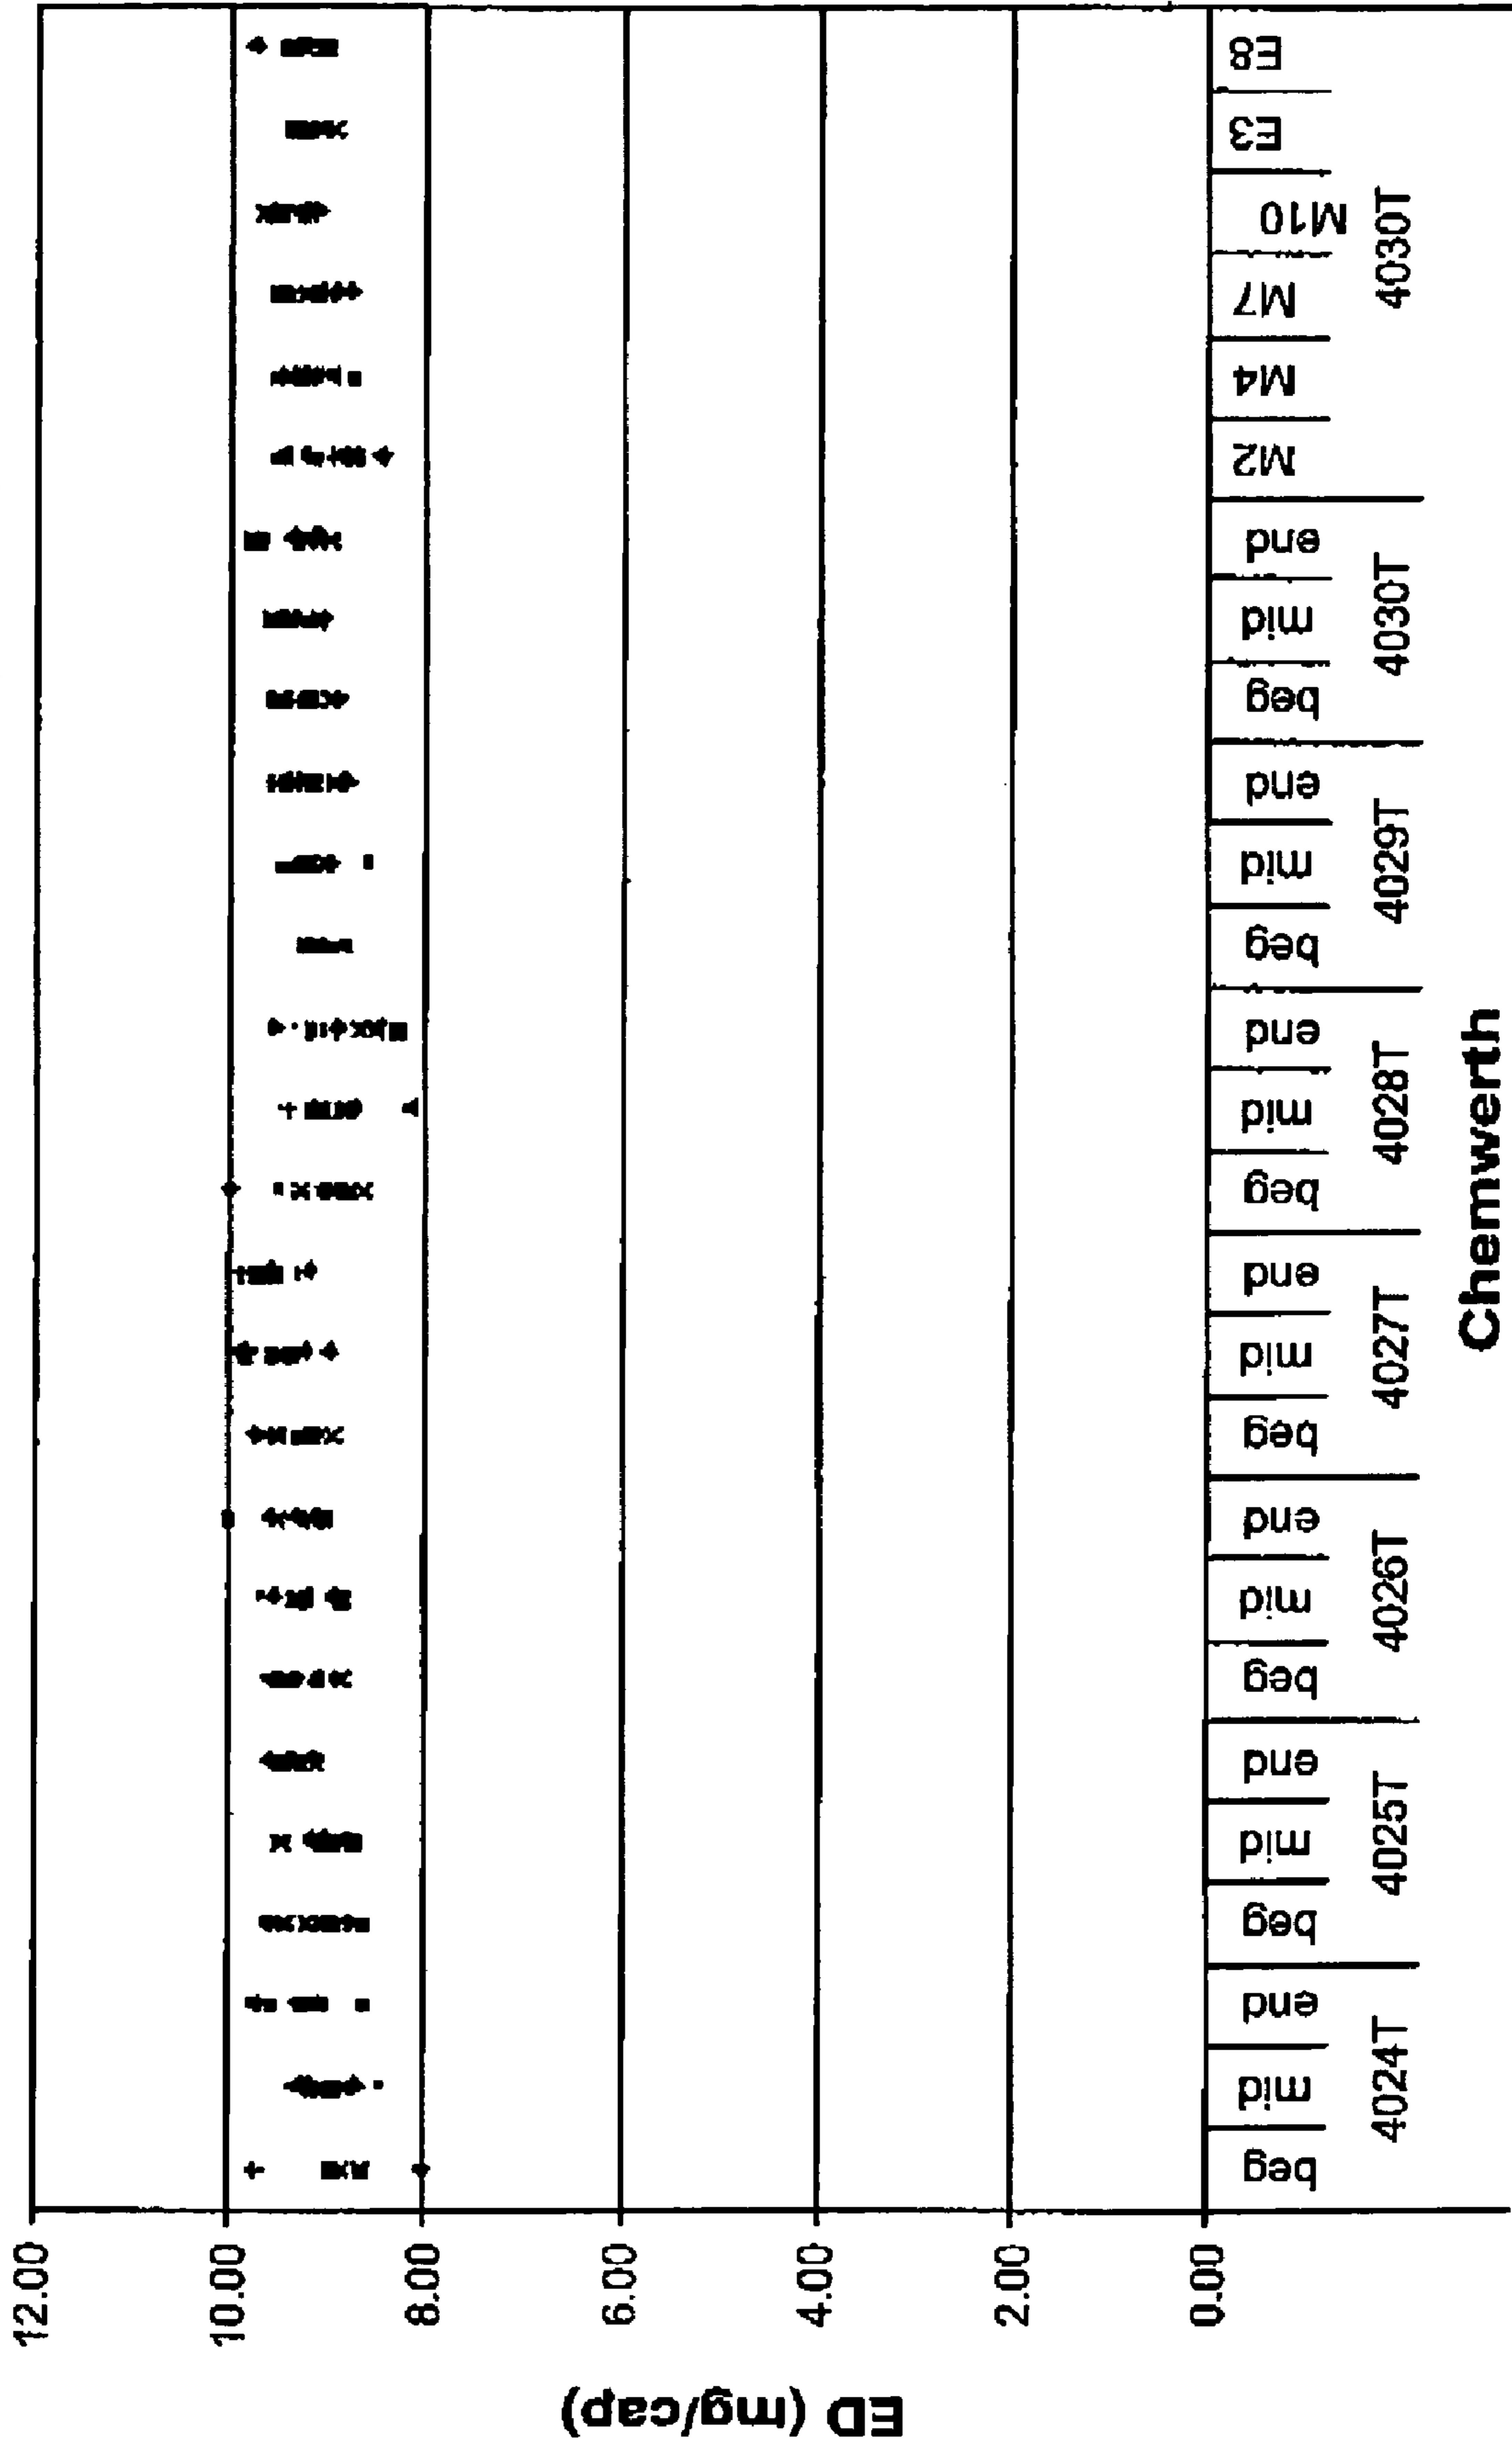 ED (mg/cap)
12.00
10.00
8.00
6.00
4.00
2.00
0.00
beg mid end beg mid end beg mid end beg mid end beg mid end beg mid end beg mid end M2 M4 M7 M10 E3 E8
4024T 4025T 4026T 4027T 4028T 4029T 4030T 4030T
Chemwerth